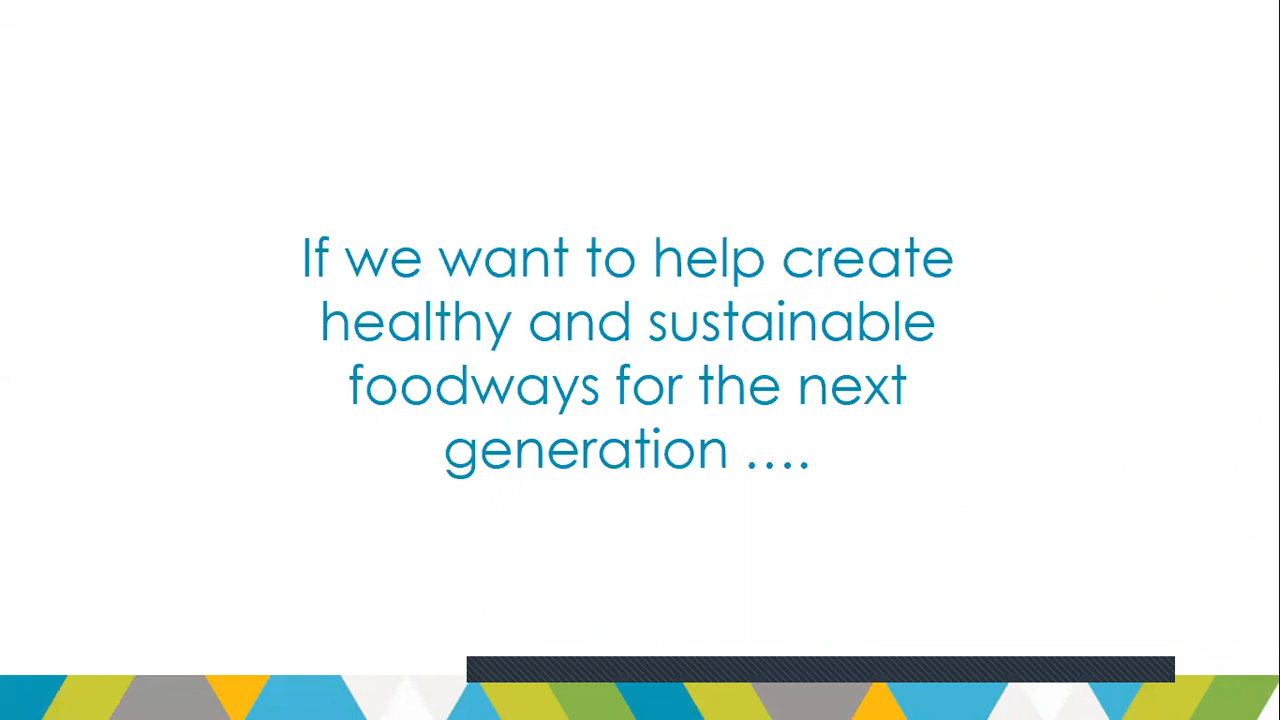 If we want to help create
healthy and sustainable
foodways for the next
generation ….